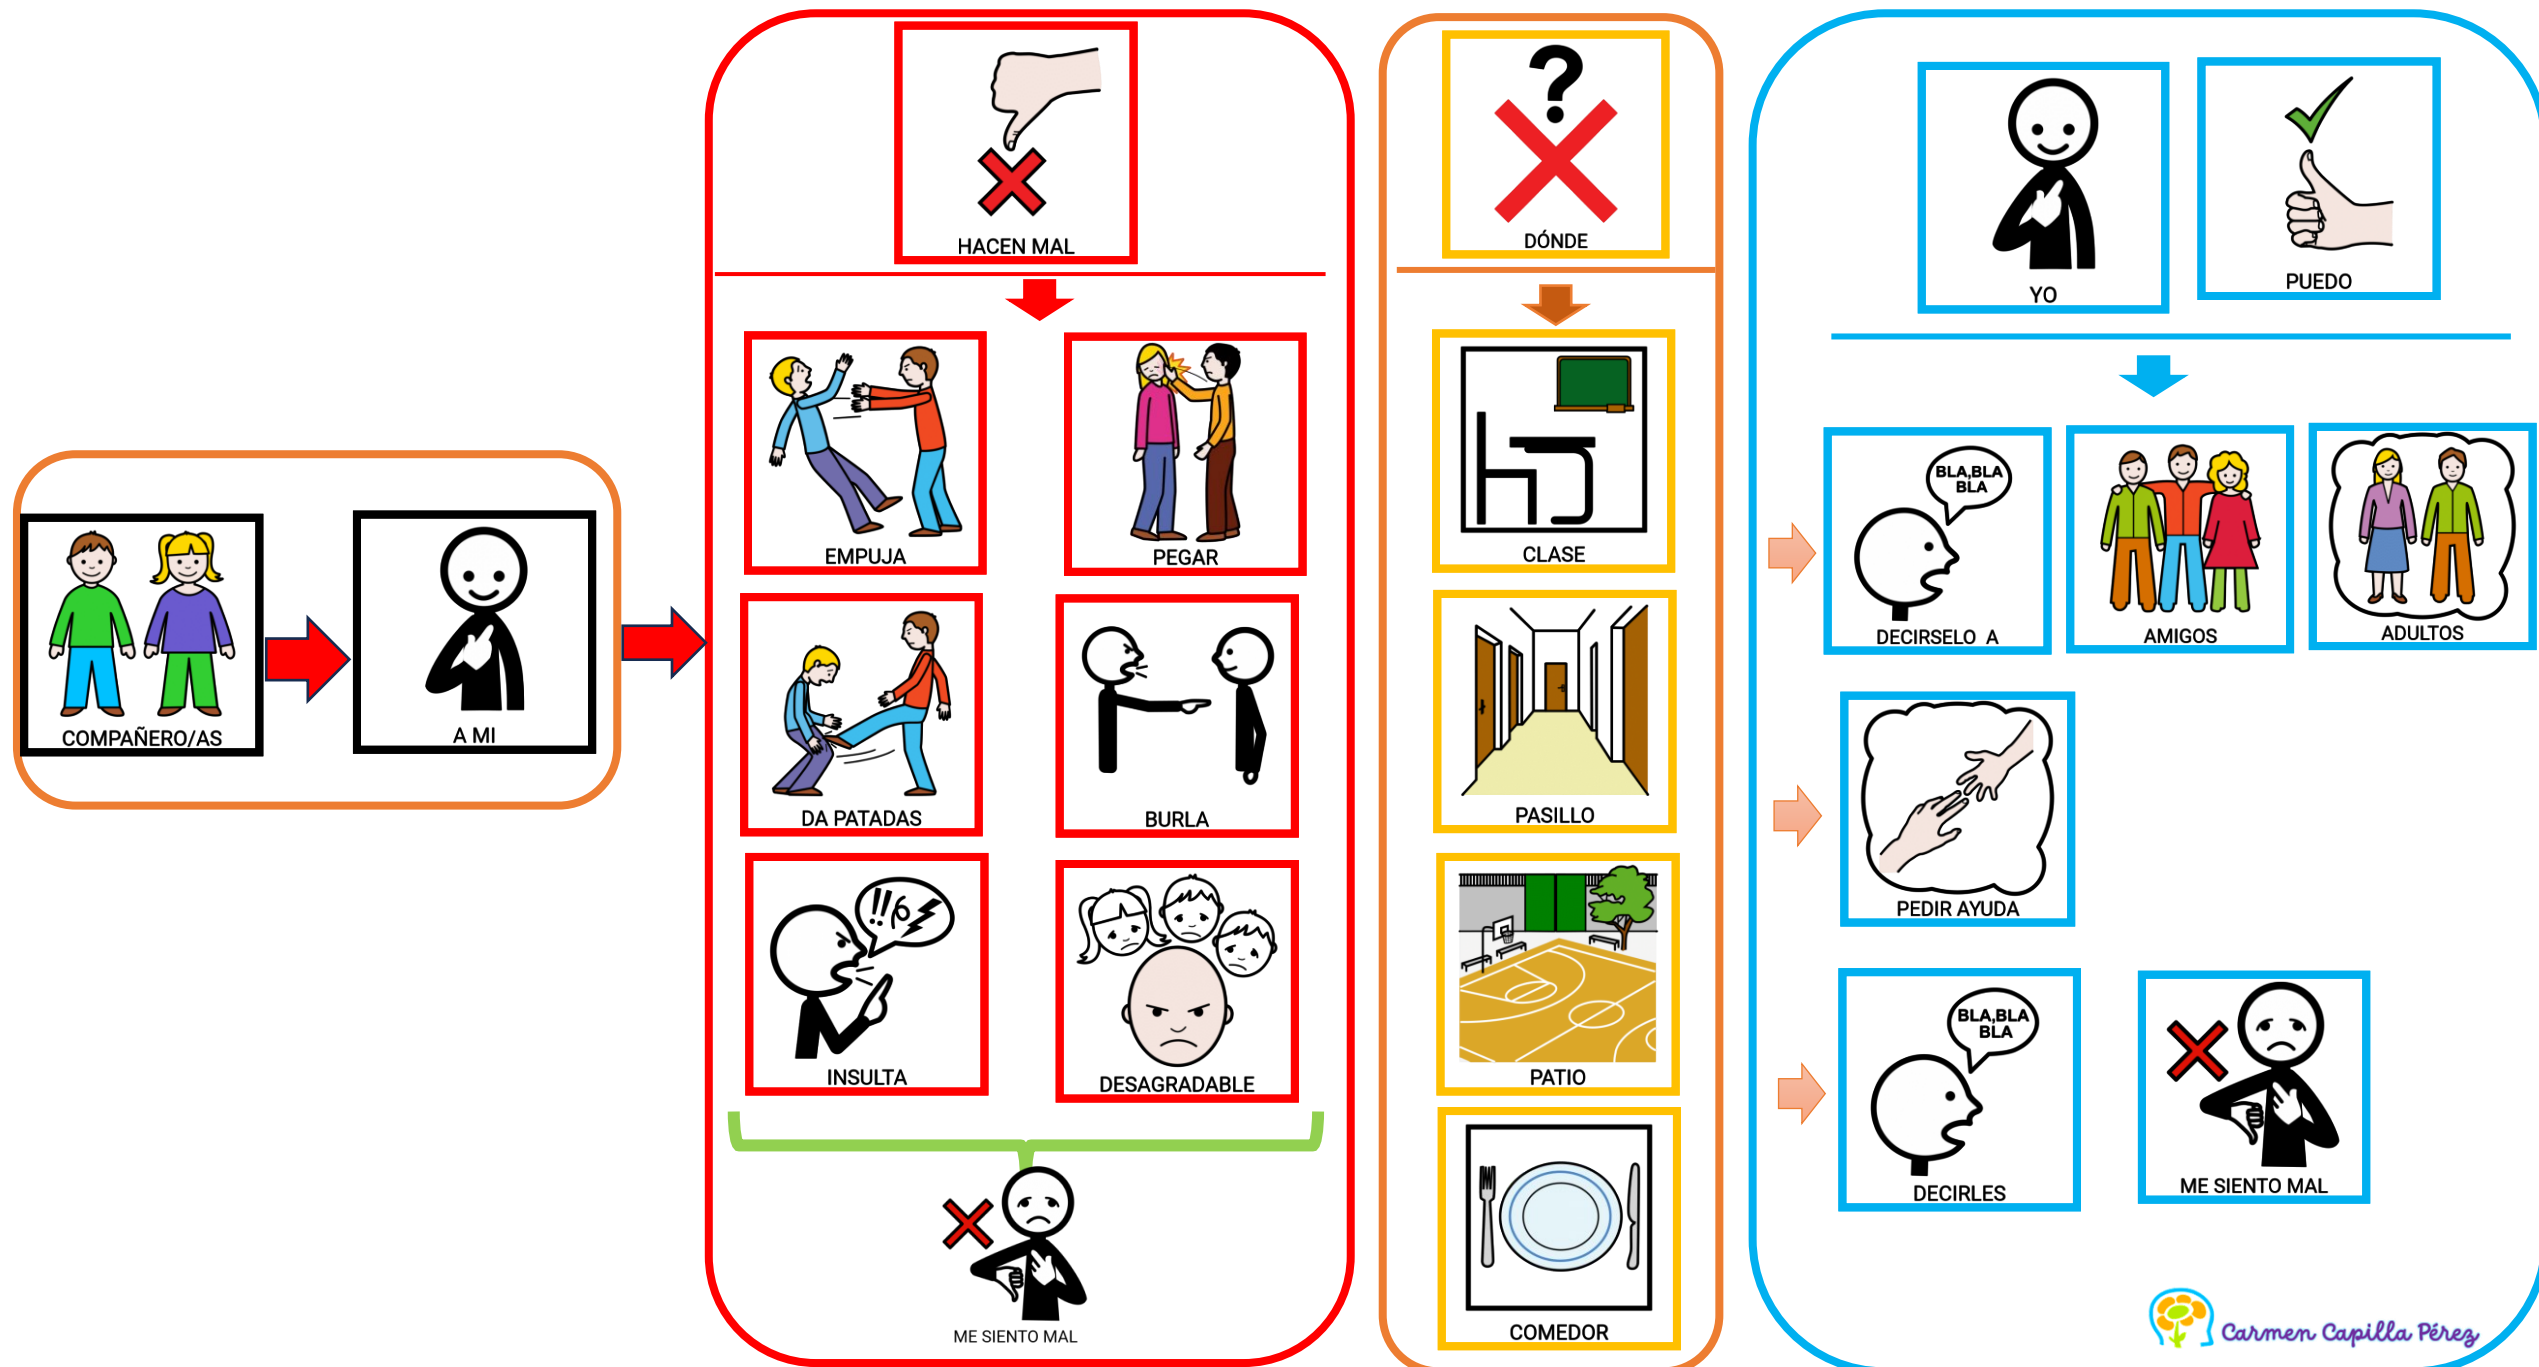 COMPAÑERO/AS
A MI
HACEN MAL
EMPUJA
PEGAR
DA PATADAS
BURLA
!!6
INSULTA
DESAGRADABLE
ME SIENTO MAL
?
DÓNDE
CLASE
PASILLO
PATIO
COMEDOR
YO
PUEDO
BLA,BLA
BLA
DECIRSELO A
AMIGOS
ADULTOS
PEDIR AYUDA
BLA,BLA
BLA
DECIRLES
ME SIENTO MAL
Carmen Capilla Pérez